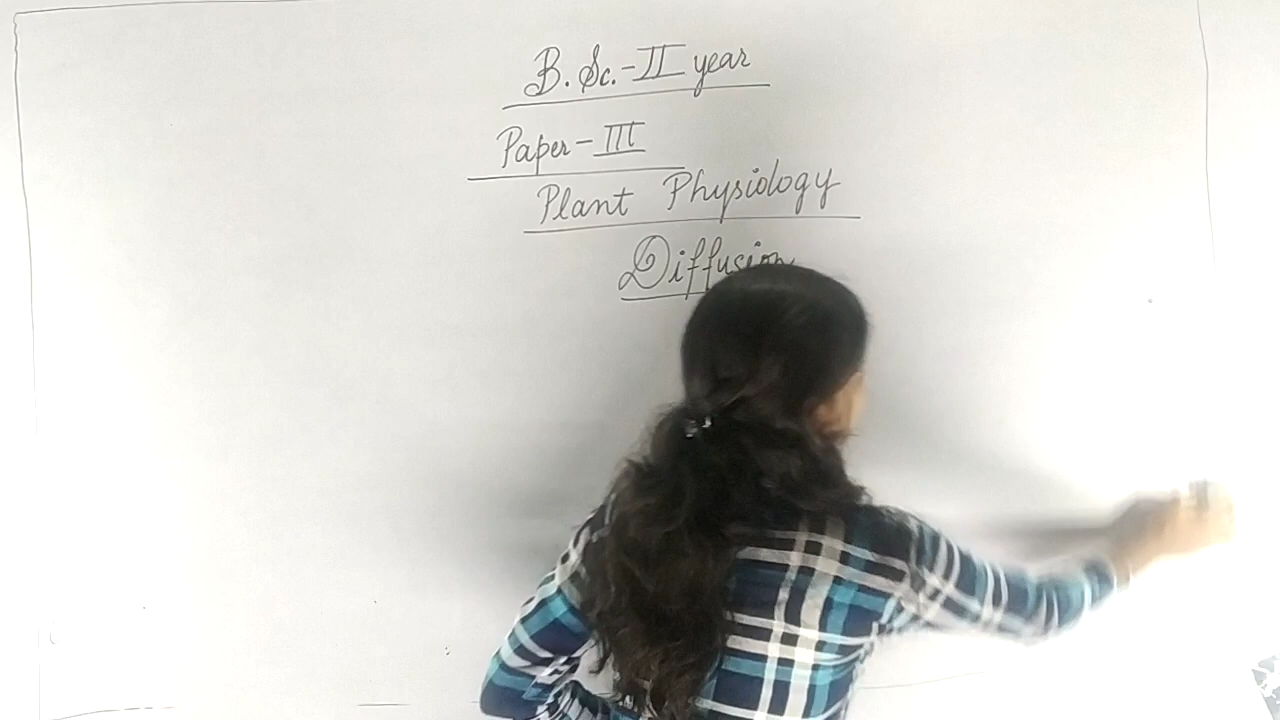 B. Sc. - II year
Paper - III
Plant Physiology
Diffusion